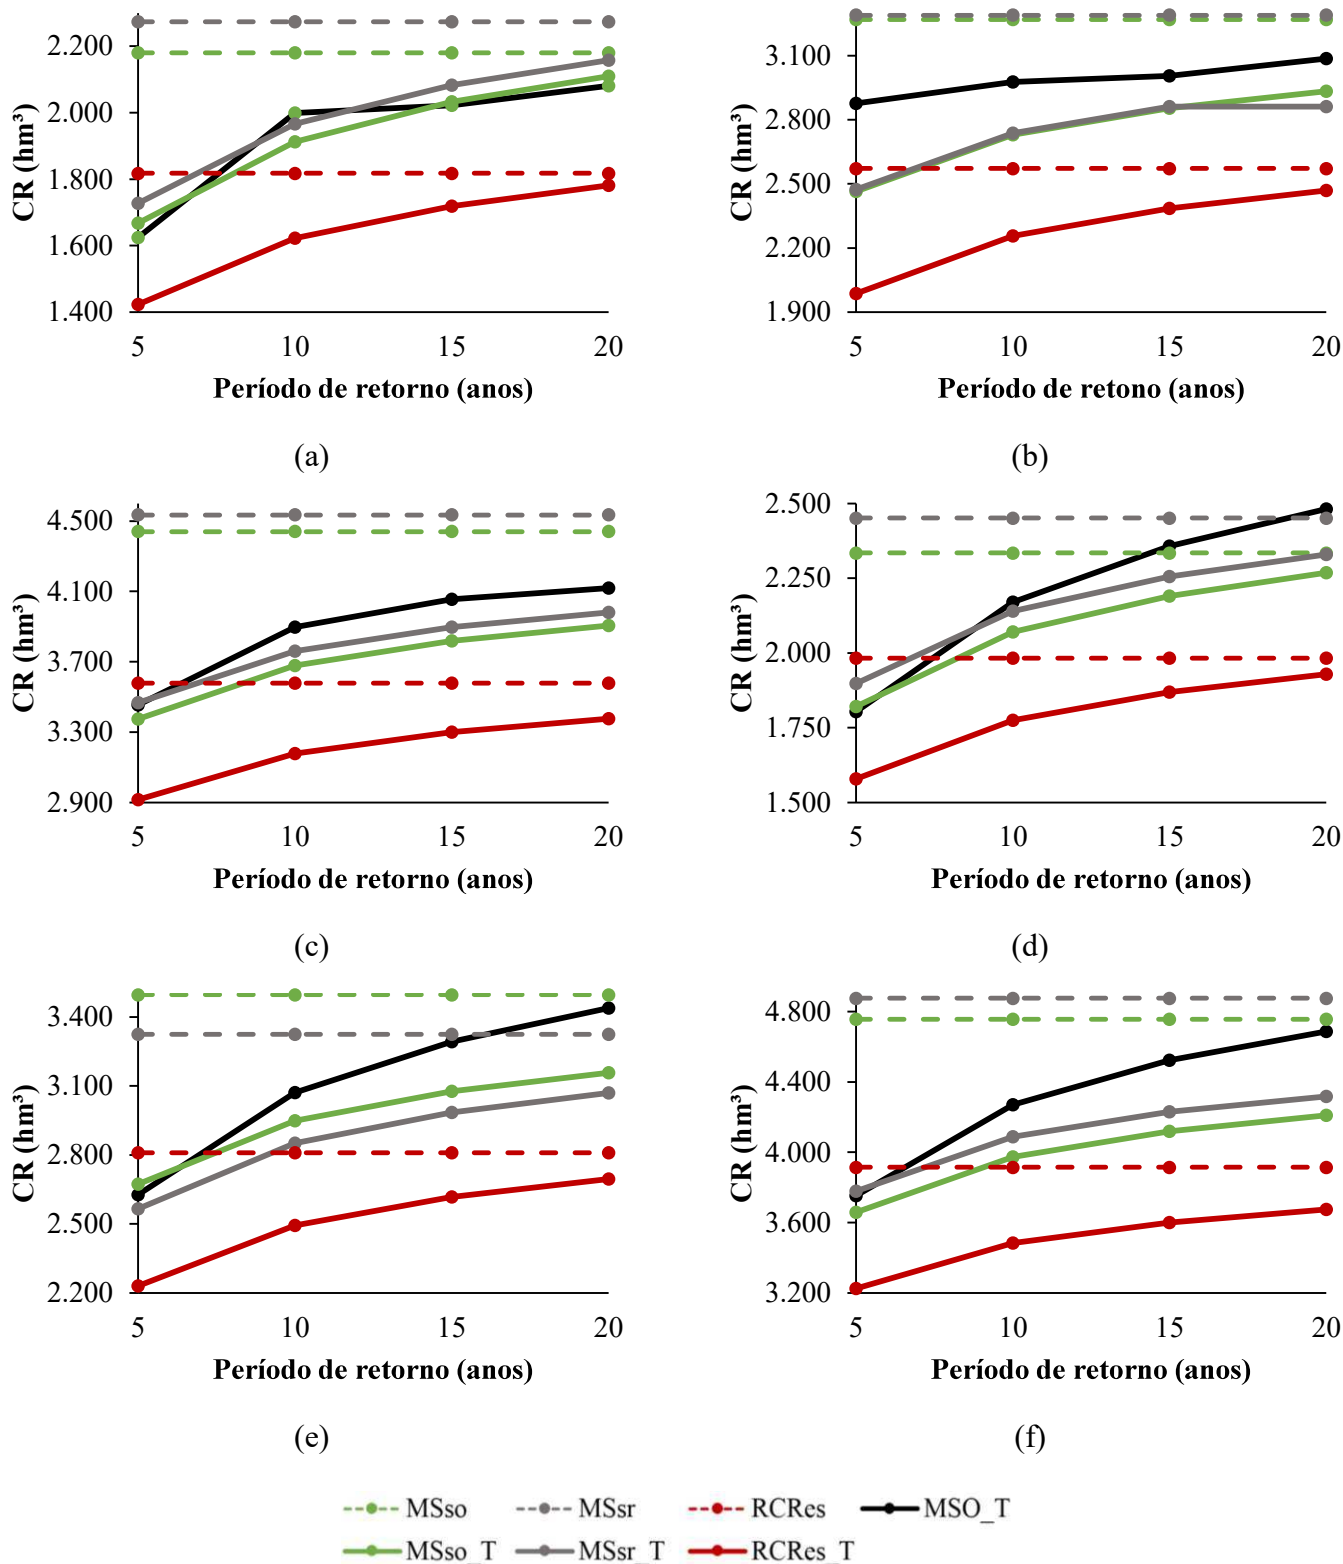 2.200
2.000
1.800
1.600
1.400
CR (hm³)
5 10 15 20
Período de retorno (anos)
(a)
3.100
2.800
2.500
2.200
1.900
CR (hm³)
5 10 15 20
Período de retono (anos)
(b)
4.500
4.100
3.700
3.300
2.900
CR (hm³)
5 10 15 20
Período de retorno (anos)
(c)
2.500
2.250
2.000
1.750
1.500
CR (hm³)
5 10 15 20
Período de retorno (anos)
(d)
3.400
3.100
2.800
2.500
2.200
CR (hm³)
5 10 15 20
Período de retorno (anos)
(e)
4.800
4.400
4.000
3.600
3.200
CR (hm³)
5 10 15 20
Período de retorno (anos)
(f)
MSso MSsr RCRes MSO_T
MSso_T MSsr_T RCRes_T